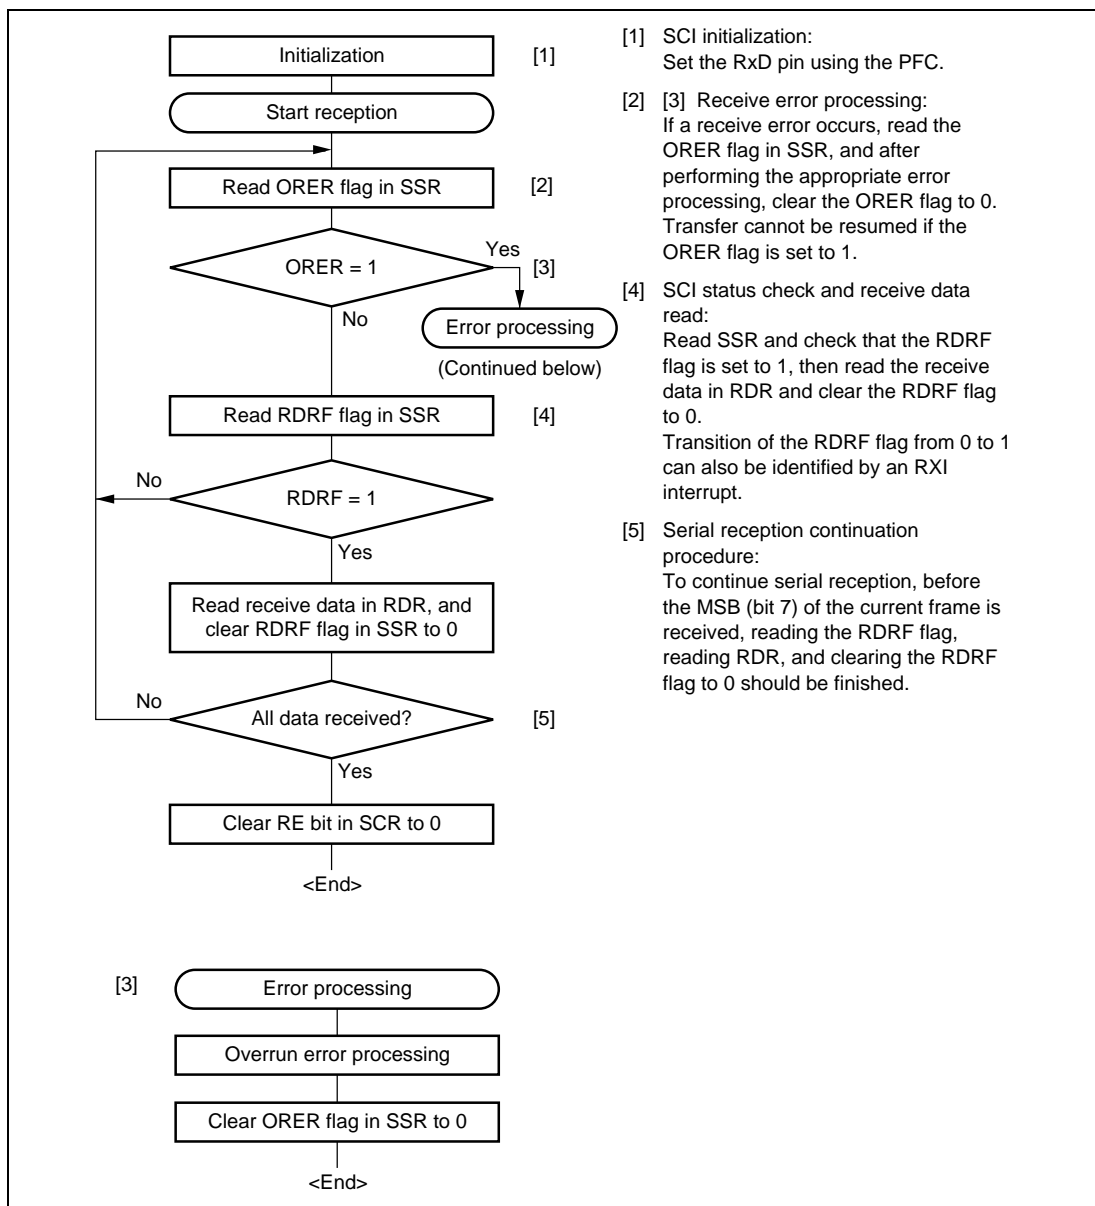 Initialization
[1]
Start reception
Read ORER flag in SSR
[2]
ORER = 1
Yes
[3]
No
Error processing
(Continued below)
Read RDRF flag in SSR
[4]
No
RDRF = 1
Yes
Read receive data in RDR, and
clear RDRF flag in SSR to 0
No
All data received?
[5]
Yes
Clear RE bit in SCR to 0
<End>
[3]
Error processing
Overrun error processing
Clear ORER flag in SSR to 0
<End>
[1] SCI initialization:
Set the RxD pin using the PFC.
[2] [3] Receive error processing:
If a receive error occurs, read the
ORER flag in SSR, and after
performing the appropriate error
processing, clear the ORER flag to 0.
Transfer cannot be resumed if the
ORER flag is set to 1.
[4] SCI status check and receive data
read:
Read SSR and check that the RDRF
flag is set to 1, then read the receive
data in RDR and clear the RDRF flag
to 0.
Transition of the RDRF flag from 0 to 1
can also be identified by an RXI
interrupt.
[5] Serial reception continuation
procedure:
To continue serial reception, before
the MSB (bit 7) of the current frame is
received, reading the RDRF flag,
reading RDR, and clearing the RDRF
flag to 0 should be finished.